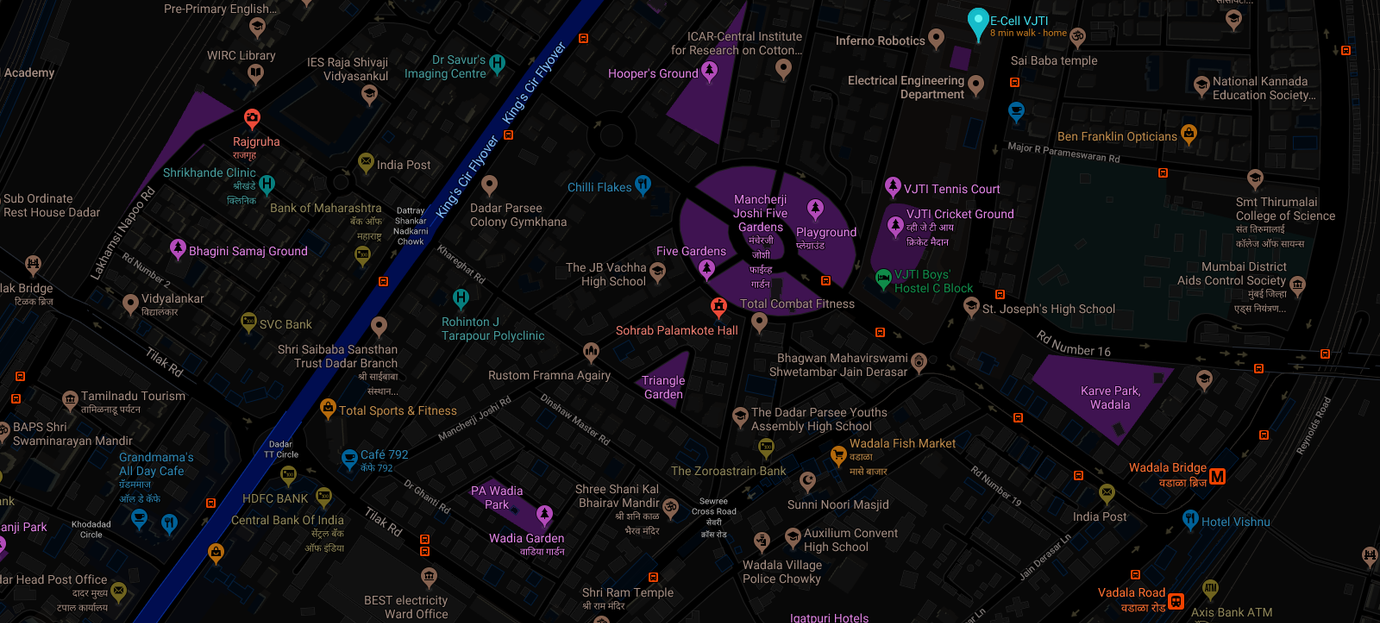 Pre-Primary English...
WIRC Library
Academy
IES Raja Shivaji
Vidyasankul
Dr Savur's
Imaging Centre
King's Cir Flyover
ICAR-Central Institute
for Research on Cotton...
Hooper's Ground
Inferno Robotics
E-Cell VJTI
8 min walk · home
Sai Baba temple
Electrical Engineering
Department
National Kannada
Education Society...
Ben Franklin Opticians
Major R Parameswaran Rd
Rajgruha
राजगृह
India Post
Shrikhande Clinic
श्रीखंडे
क्लिनिक
Sub Ordinate
Rest House Dadar
Lakhamsi Napoo Rd
Bank of Maharashtra
बँक ऑफ
महाराष्ट्र
Dattray
Shankar
Nadkarni
Chowk
King's Cir Flyover
Dadar Parsee
Colony Gymkhana
Chilli Flakes
Mancherji
Joshi Five
Gardens
मंचेरजी
जोशी
फाईव्ह
गार्डन
Playground
प्लेग्राउंड
VJTI Tennis Court
VJTI Cricket Ground
व्ही जे टी आय
क्रिकेट मैदान
Smt Thirumalai
College of Science
संत तिरुमालाई
कॉलेज ऑफ सायन्स
Bhagini Samaj Ground
Rd Number 2
Khareghat Rd
Five Gardens
The JB Vachha
High School
VJTI Boys'
Hostel C Block
Mumbai District
Aids Control Society
मुंबई जिल्हा
एड्स नियंत्रण...
lak Bridge
टिळक ब्रिज
Vidyalankar
विद्यालंकार
SVC Bank
Rohinton J
Tarapour Polyclinic
Total Combat Fitness
Sohrab Palamkote Hall
St. Joseph's High School
Rd Number 16
Tilak Rd
Shri Saibaba Sansthan
Trust Dadar Branch
श्री साईबाबा
संस्थान...
Rustom Framna Agairy
Triangle
Garden
Bhagwan Mahavirswami
Shwetambar Jain Derasar
Karve Park,
Wadala
Tamilnadu Tourism
तामिळनाडू पर्यटन
Total Sports & Fitness
Mancherji Joshi Rd
Dinshaw Master Rd
The Dadar Parsee Youths
Assembly High School
BAPS Shri
Swaminarayan Mandir
Dadar
TT Circle
Café 792
कॅफे 792
Wadala Fish Market
वडाळा
मासे बाजार
Reynolds Road
Grandmama's
All Day Cafe
ग्रॅडममाज
ऑल डे कॅफे
The Zoroastrain Bank
Rd Number 19
Wadala Bridge
वडाळा ब्रिज
HDFC BANK
Dr Ghanti Rd
PA Wadia
Park
Shree Shani Kal
Bhairav Mandir
श्री शनि काळ
भैरव मंदिर
Sewree
Cross Road
सेवरी
क्रॉस रोड
Sunni Noori Masjid
India Post
Hotel Vishnu
ank
anji Park
Khodadad
Circle
Central Bank Of India
सेंट्रल बँक
ऑफ इंडिया
Tilak Rd
Wadia Garden
वाडिया गार्डन
Auxilium Convent
High School
Wadala Village
Police Chowky
Jain Derasar Ln
dar Head Post Office
दादर मुख्य
टपाल कार्यालय
BEST electricity
Ward Office
Shri Ram Temple
श्री राम मंदिर
Igatpuri Hotels
Vadala Road
वडाळा रोड
ATM
Axis Bank ATM